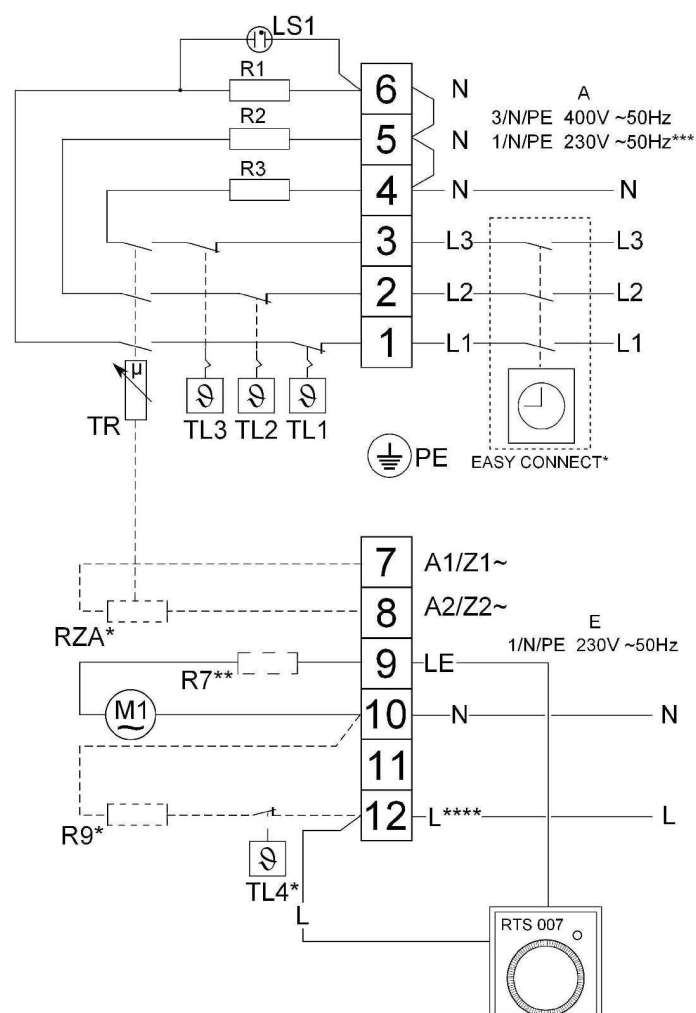 LS1
R1
6 N A
3/N/PE 400V ~50Hz
R2
5 N 1/N/PE 230V ~50Hz***
R3
4 N N
3 L3 L3
2 L2 L2
1 L1 L1
μ
TR
ϑ ϑ ϑ
TL3 TL2 TL1
PE
EASY CONNECT*
7 A1/Z1~
8 A2/Z2~
RZA*
E
1/N/PE 230V ~50Hz
9 LE
R7**
M1
~
10 N N
11
12 L**** L
R9*
ϑ
TL4*
L
RTS 007